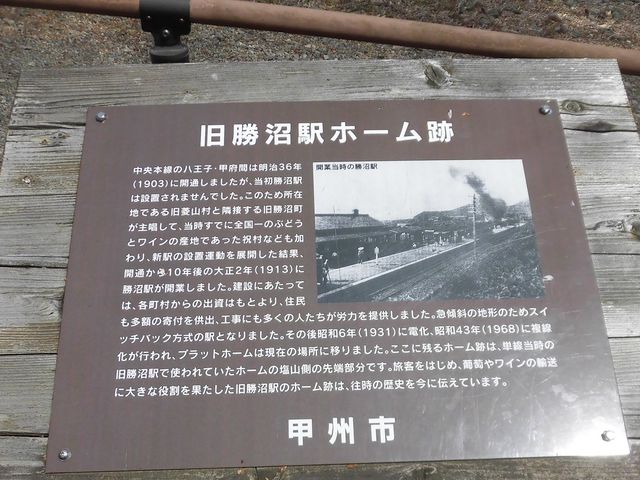 旧勝沼駅ホーム跡
中央本線の八王子・甲府間は明治36年
(1903)に開通しましたが、当初勝沼駅
は設置されませんでした。このため所在
地である旧菱山村と隣接する旧勝沼町
が主唱して、当時すでに全国一のぶどう
とワインの産地であった祝村なども加
わり、新駅の設置運動を展開した結果、
開通から10年後の大正2年(1913)に
勝沼駅が開業しました。建設にあたって
は、各町村からの出資はもとより、住民
も多額の寄付を供出、工事にも多くの人たちが労力を提供しました。急傾斜の地形のためスイ
ッチバック方式の駅となりました。その後昭和6年(1931)に電化、昭和43年(1968)に複線
化が行われ、プラットホームは現在の場所に移りました。ここに残るホーム跡は、単線当時の
旧勝沼駅で使われていたホームの塩山側の先端部分です。旅客をはじめ、葡萄やワインの輸送
に大きな役割を果たした旧勝沼駅のホーム跡は、往時の歴史を今に伝えています。
開業当時の勝沼駅
甲州市